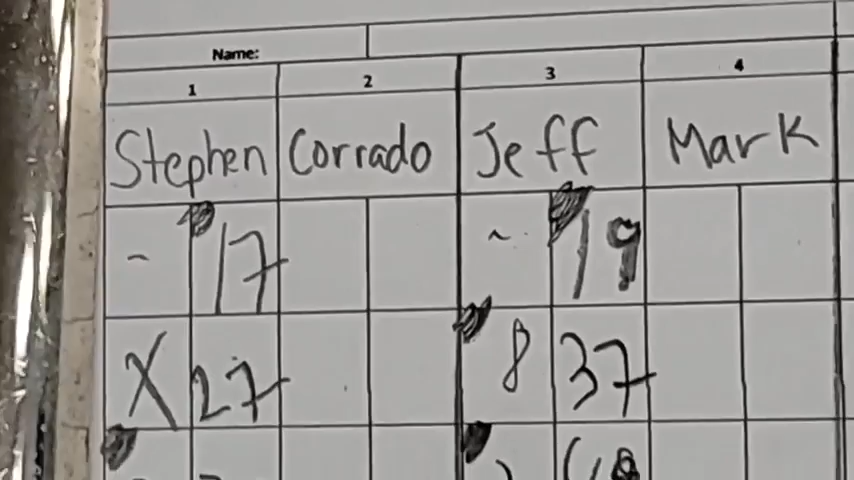 Name:
1 2 3 4
Stephen Corrado Jeff Mark
- 17 - 19
X 27 8 37